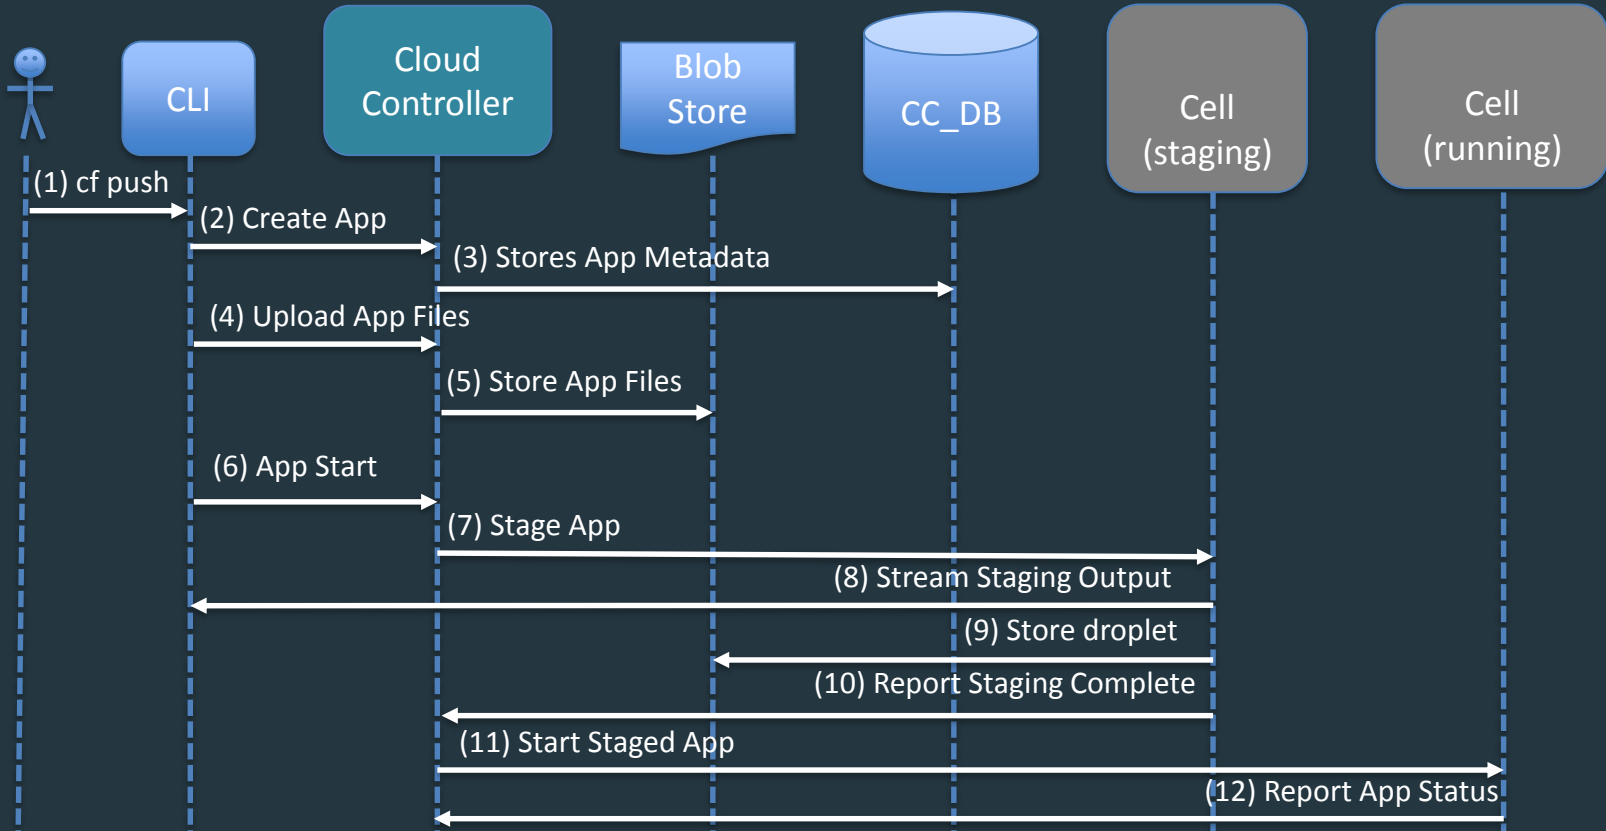 CLI
Cloud
Controller
Blob
Store
CC_DB
Cell
(staging)
Cell
(running)
(1) cf push
(2) Create App
(3) Stores App Metadata
(4) Upload App Files
(5) Store App Files
(6) App Start
(7) Stage App
(8) Stream Staging Output
(9) Store droplet
(10) Report Staging Complete
(11) Start Staged App
(12) Report App Status